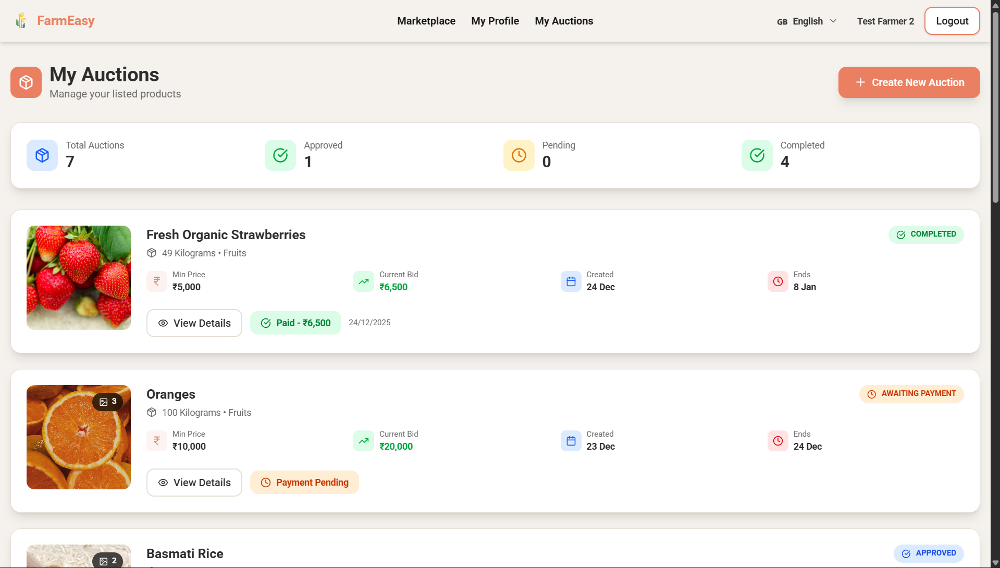 FarmEasy
Marketplace My Profile My Auctions
GB English Test Farmer 2 Logout
My Auctions
Manage your listed products
Create New Auction
Total Auctions
7
Approved
1
Pending
0
Completed
4
Fresh Organic Strawberries
COMPLETED
49 Kilograms • Fruits
Min Price
₹5,000
Current Bid
₹6,500
Created
24 Dec
Ends
8 Jan
View Details
Paid - ₹6,500
24/12/2025
3
Oranges
AWAITING PAYMENT
100 Kilograms • Fruits
Min Price
₹10,000
Current Bid
₹20,000
Created
23 Dec
Ends
24 Dec
View Details
Payment Pending
2
Basmati Rice
APPROVED